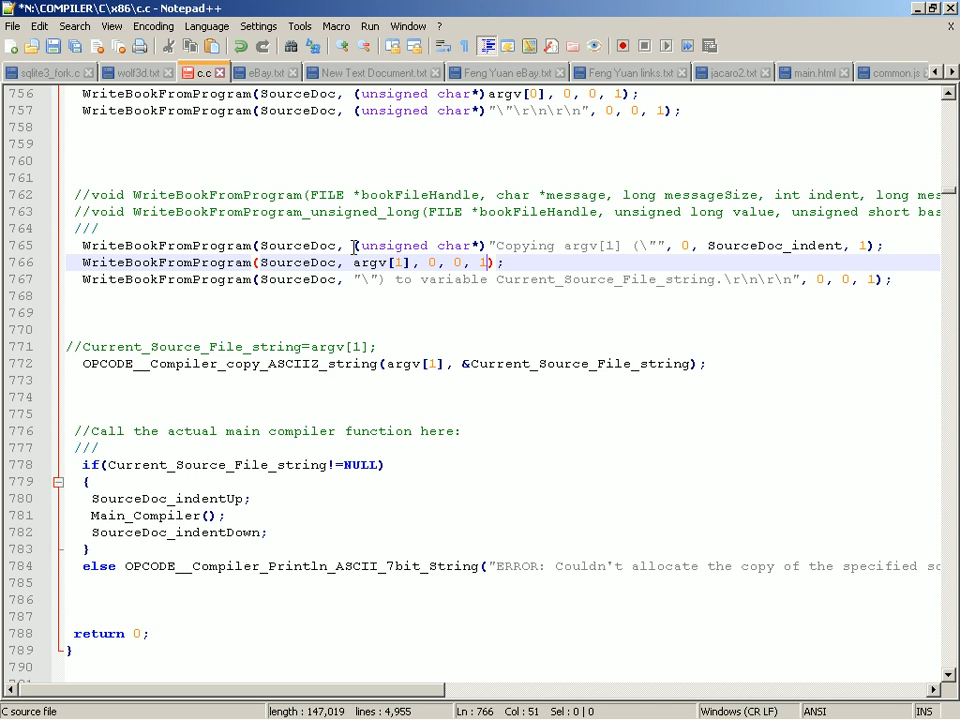 *N:\COMPILER\C\x86\c.c - Notepad++
File Edit Search View Encoding Language Settings Tools Macro Run Window ? X
sqlite3_fork.c wolf3d.txt c.c eBay.txt New Text Document.txt Feng Yuan eBay.txt Feng Yuan links.txt jacaro2.txt main.html common.js
756 WriteBookFromProgram(SourceDoc, (unsigned char*)argv[0], 0, 0, 1);
757 WriteBookFromProgram(SourceDoc, (unsigned char*)"\"\r\n\r\n", 0, 0, 1);
758
759
760
761
762 //void WriteBookFromProgram(FILE *bookFileHandle, char *message, long messageSize, int indent, long mes
763 //void WriteBookFromProgram_unsigned_long(FILE *bookFileHandle, unsigned long value, unsigned short bas
764 ///
765 WriteBookFromProgram(SourceDoc, (unsigned char*)"Copying argv[1] (\"", 0, SourceDoc_indent, 1);
766 WriteBookFromProgram(SourceDoc, argv[1], 0, 0, 1);
767 WriteBookFromProgram(SourceDoc, "\") to variable Current_Source_File_string.\r\n\r\n", 0, 0, 1);
768
769
770
771 //Current_Source_File_string=argv[1];
772 OPCODE__Compiler_copy_ASCIIZ_string(argv[1], &Current_Source_File_string);
773
774
775
776 //Call the actual main compiler function here:
777 ///
778 if(Current_Source_File_string!=NULL)
779 {
780 SourceDoc_indentUp;
781 Main_Compiler();
782 SourceDoc_indentDown;
783 }
784 else OPCODE__Compiler_Println_ASCII_7bit_String("ERROR: Couldn't allocate the copy of the specified so
785
786
787
788 return 0;
789 }
790
C source file length : 147,019 lines : 4,955 Ln : 766 Col : 51 Sel : 0 | 0 Windows (CR LF) ANSI INS